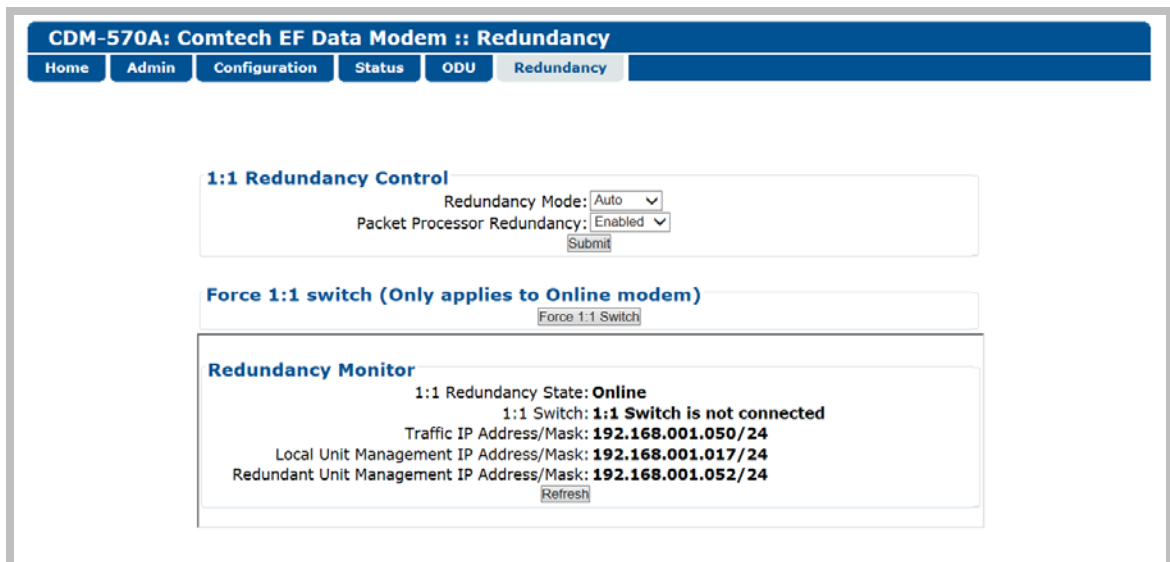 CDM-570A: Comtech EF Data Modem :: Redundancy
Home Admin Configuration Status ODU Redundancy
1:1 Redundancy Control
Redundancy Mode: Auto
Packet Processor Redundancy: Enabled
Submit
Force 1:1 switch (Only applies to Online modem)
Force 1:1 Switch
Redundancy Monitor
1:1 Redundancy State: Online
1:1 Switch: 1:1 Switch is not connected
Traffic IP Address/Mask: 192.168.001.050/24
Local Unit Management IP Address/Mask: 192.168.001.017/24
Redundant Unit Management IP Address/Mask: 192.168.001.052/24
Refresh